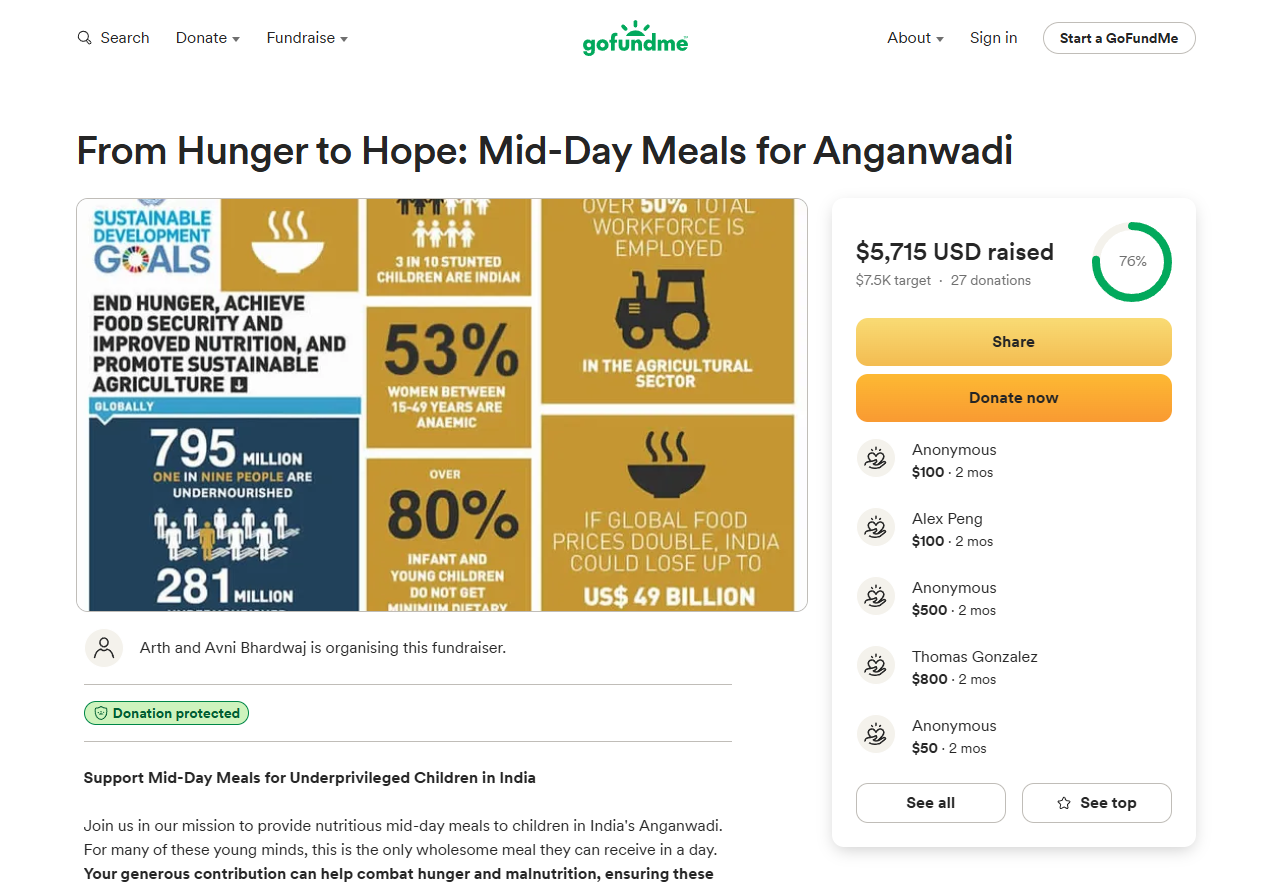 Search Donate Fundraise
gofundme
About Sign in Start a GoFundMe
From Hunger to Hope: Mid-Day Meals for Anganwadi
SUSTAINABLE
DEVELOPMENT
GOALS
END HUNGER, ACHIEVE
FOOD SECURITY AND
IMPROVED NUTRITION, AND
PROMOTE SUSTAINABLE
AGRICULTURE
GLOBALLY
795 MILLION
ONE IN NINE PEOPLE ARE
UNDERNOURISHED
281 MILLION
3 IN 10 STUNTED
CHILDREN ARE INDIAN
53%
WOMEN BETWEEN
15-49 YEARS ARE
ANAEMIC
OVER
80%
INFANT AND
YOUNG CHILDREN
DO NOT GET
MINIMUM DIETARY
OVER 50% TOTAL
WORKFORCE IS
EMPLOYED
IN THE AGRICULTURAL
SECTOR
IF GLOBAL FOOD
PRICES DOUBLE, INDIA
COULD LOSE UP TO
US$ 49 BILLION
Arth and Avni Bhardwaj is organising this fundraiser.
Donation protected
Support Mid-Day Meals for Underprivileged Children in India
Join us in our mission to provide nutritious mid-day meals to children in India's Anganwadi.
For many of these young minds, this is the only wholesome meal they can receive in a day.
Your generous contribution can help combat hunger and malnutrition, ensuring these
$5,715 USD raised
$7.5K target · 27 donations
76%
Share
Donate now
Anonymous
$100 · 2 mos
Alex Peng
$100 · 2 mos
Anonymous
$500 · 2 mos
Thomas Gonzalez
$800 · 2 mos
Anonymous
$50 · 2 mos
See all
See top